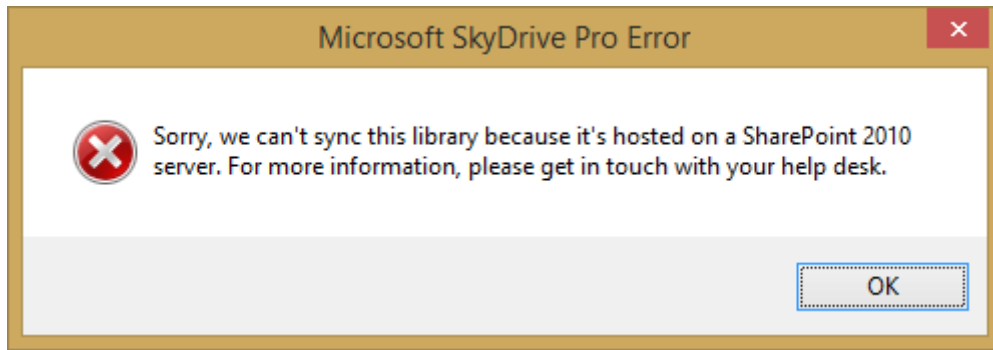 Microsoft SkyDrive Pro Error
Sorry, we can't sync this library because it's hosted on a SharePoint 2010
server. For more information, please get in touch with your help desk.
OK